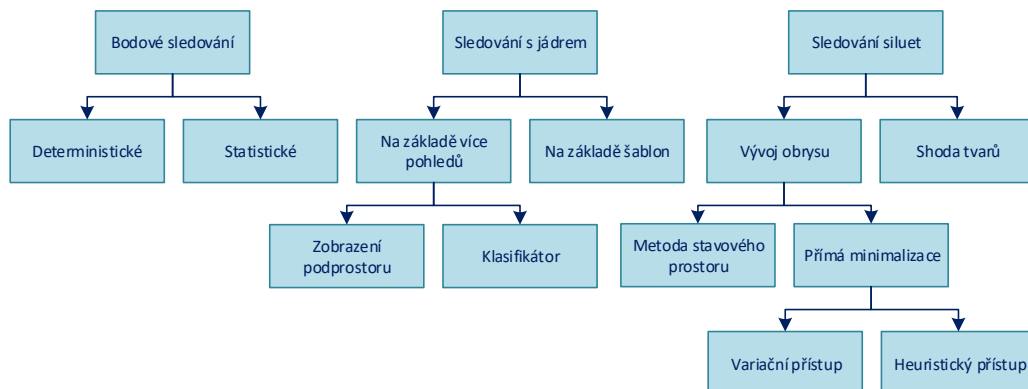 Bodové sledování
Sledování s jádrem
Sledování siluet
Deterministické
Statistické
Na základě více
pohledů
Na základě šablon
Vývoj obrysu
Shoda tvarů
Zobrazení
podprostoru
Klasifikátor
Metoda stavového
prostoru
Přímá minimalizace
Variační přístup
Heuristický přístup